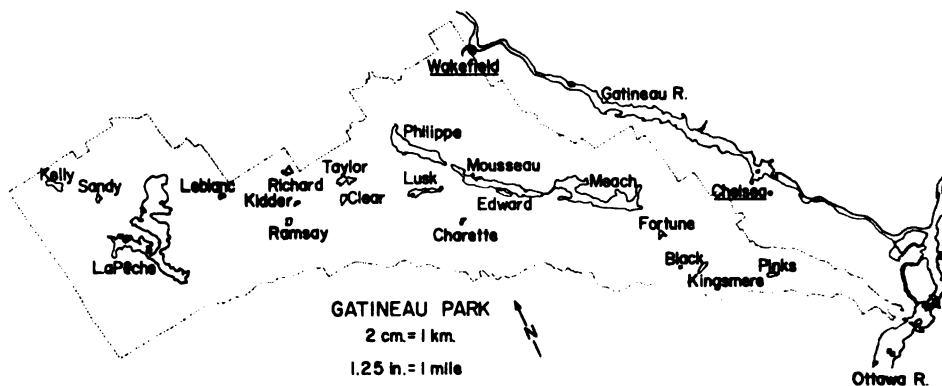 Wakefield
Gatineau R.
Philippe
Kelly
Sandy
Leblanc
Richard
Taylor
Mousseau
Lusk
Meach
Chelsea
Kidder
Clear
Edward
Ramsay
Charette
Fortune
LaPêche
Black
Kingsmere
Pinks
GATINEAU PARK
2 cm.= 1 km.
N
1.25 in.= 1 mile
Ottawa R.